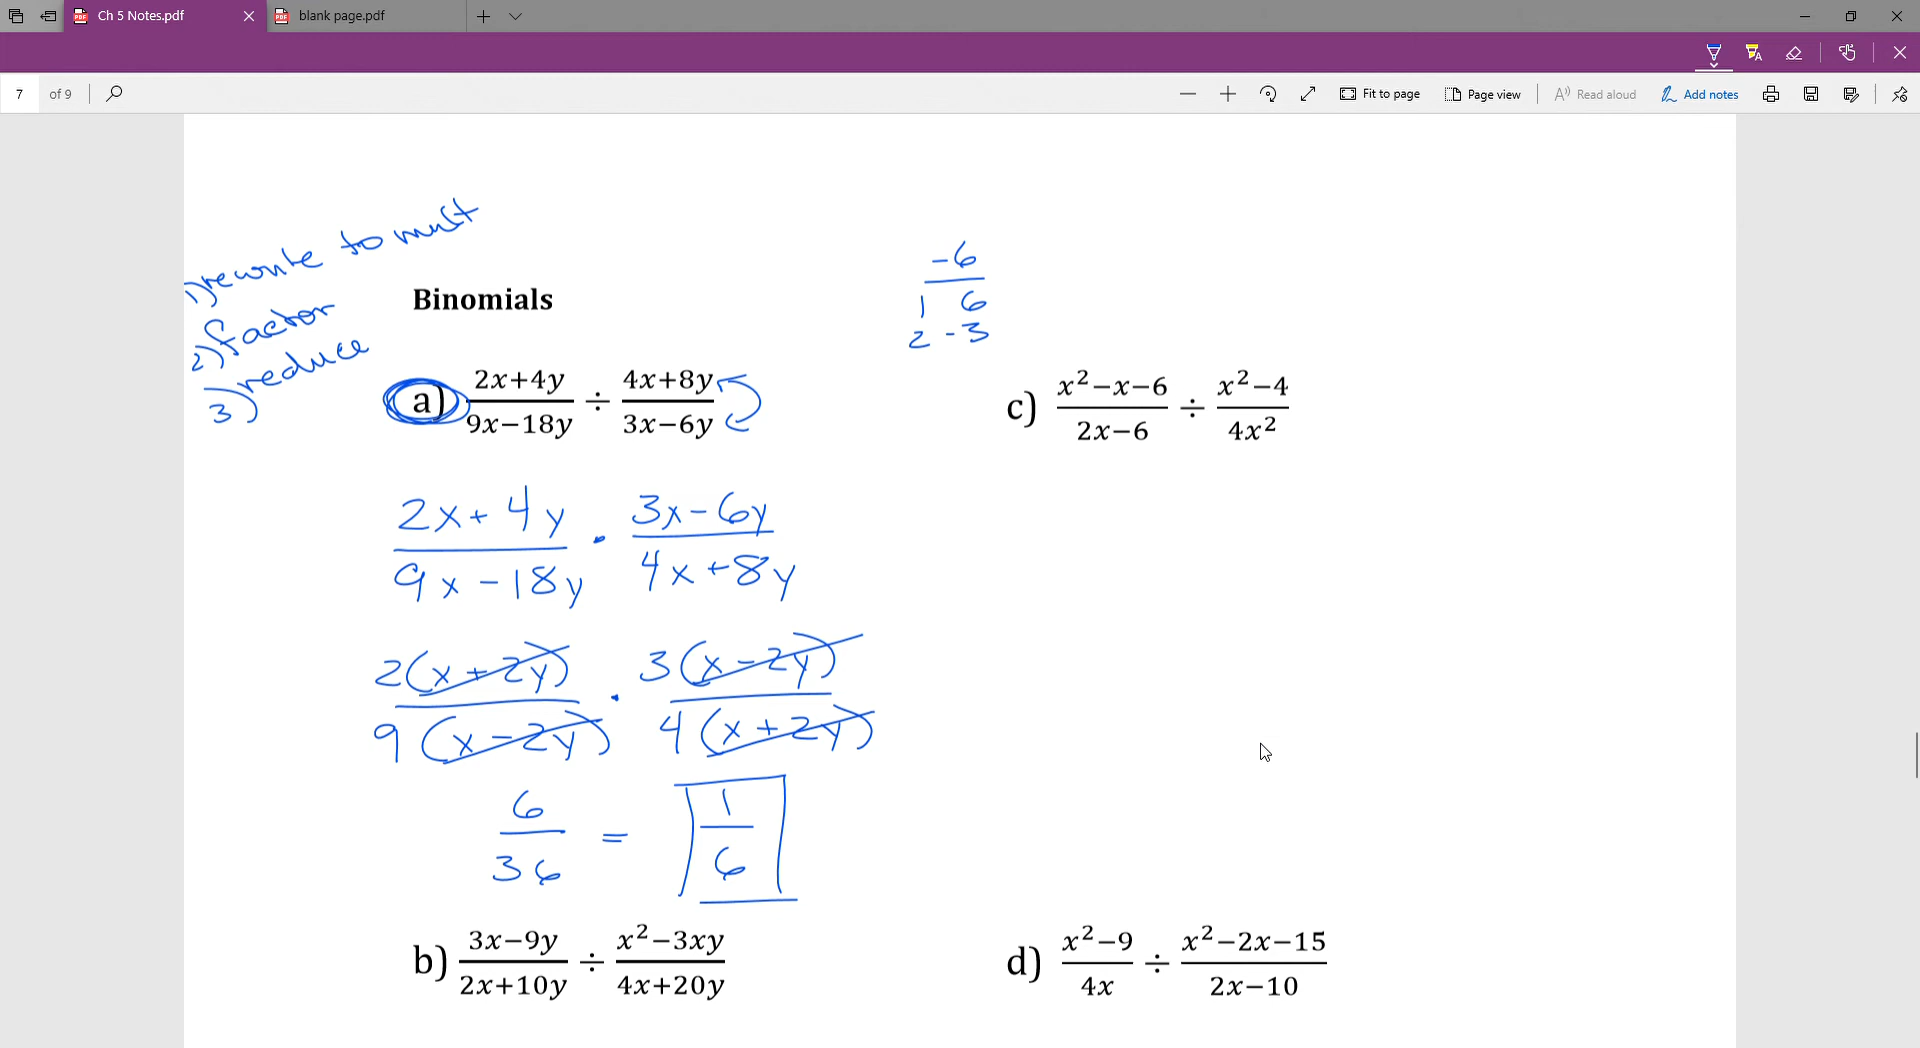 Ch 5 Notes.pdf
blank page.pdf
7 of 9
Fit to page
Page view
Read aloud
Add notes
1) rewrite to mult
2) factor
3) reduce
Binomials
-6
1 6
2 -3
a) (2x+4y)/(9x−18y) ÷ (4x+8y)/(3x−6y)
(2x+4y)/(9x-18y) · (3x-6y)/(4x+8y)
2(x+2y)/9(x-2y) · 3(x-2y)/4(x+2y)
6/36 = 1/6
b) (3x−9y)/(2x+10y) ÷ (x²−3xy)/(4x+20y)
c) (x²−x−6)/(2x−6) ÷ (x²−4)/(4x²)
d) (x²−9)/(4x) ÷ (x²−2x−15)/(2x−10)